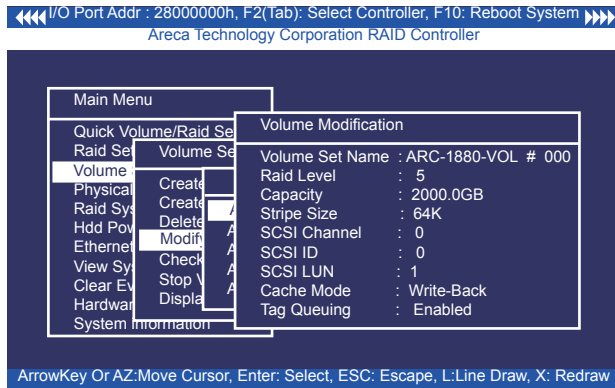 I/O Port Addr : 28000000h, F2(Tab): Select Controller, F10: Reboot System
Areca Technology Corporation RAID Controller
Main Menu
Quick Volume/Raid Se
Raid Set
Volume
Physical
Raid Sys
Hdd Pow
Ethernet
View Sy
Clear Ev
Hardwar
System Information
Volume Se
Create
Create
Delete
Modify
Check
Stop V
Displa
A
A
A
A
Volume Modification
Volume Set Name : ARC-1880-VOL # 000
Raid Level : 5
Capacity : 2000.0GB
Stripe Size : 64K
SCSI Channel : 0
SCSI ID : 0
SCSI LUN : 1
Cache Mode : Write-Back
Tag Queuing : Enabled
ArrowKey Or AZ:Move Cursor, Enter: Select, ESC: Escape, L:Line Draw, X: Redraw